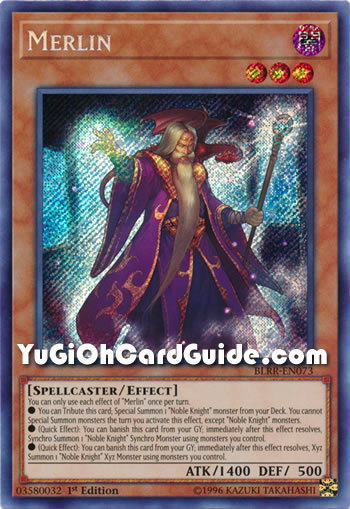 MERLIN
YuGiOhCardGuide.com
BLRR-EN073
[SPELLCASTER/EFFECT]
You can only use each effect of "Merlin" once per turn.
● You can Tribute this card; Special Summon 1 "Noble Knight" monster from your Deck. You cannot
Special Summon monsters the turn you activate this effect, except "Noble Knight" monsters.
● (Quick Effect): You can banish this card from your GY; immediately after this effect resolves,
Synchro Summon 1 "Noble Knight" Synchro Monster using monsters you control.
● (Quick Effect): You can banish this card from your GY; immediately after this effect resolves, Xyz
Summon 1 "Noble Knight" Xyz Monster using monsters you control.
ATK/1400 DEF/ 500
03580032 1st Edition ©1996 KAZUKI TAKAHASHI